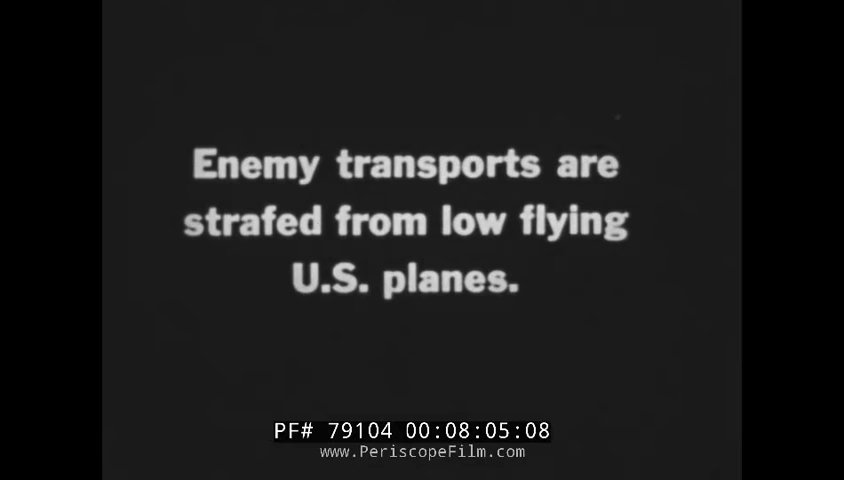 Enemy transports are
strafed from low flying
U.S. planes.
PF# 79104 00:08:05:08
www.PeriscopeFilm.com